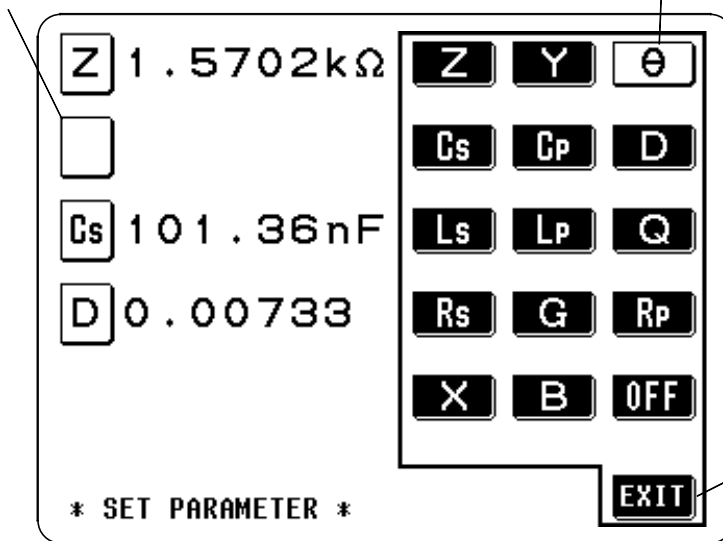 Z 1.5702kΩ Z Y θ
Cs Cp D
Cs 101.36nF Ls Lp Q
D 0.00733 Rs G Rp
X B OFF
* SET PARAMETER * EXIT